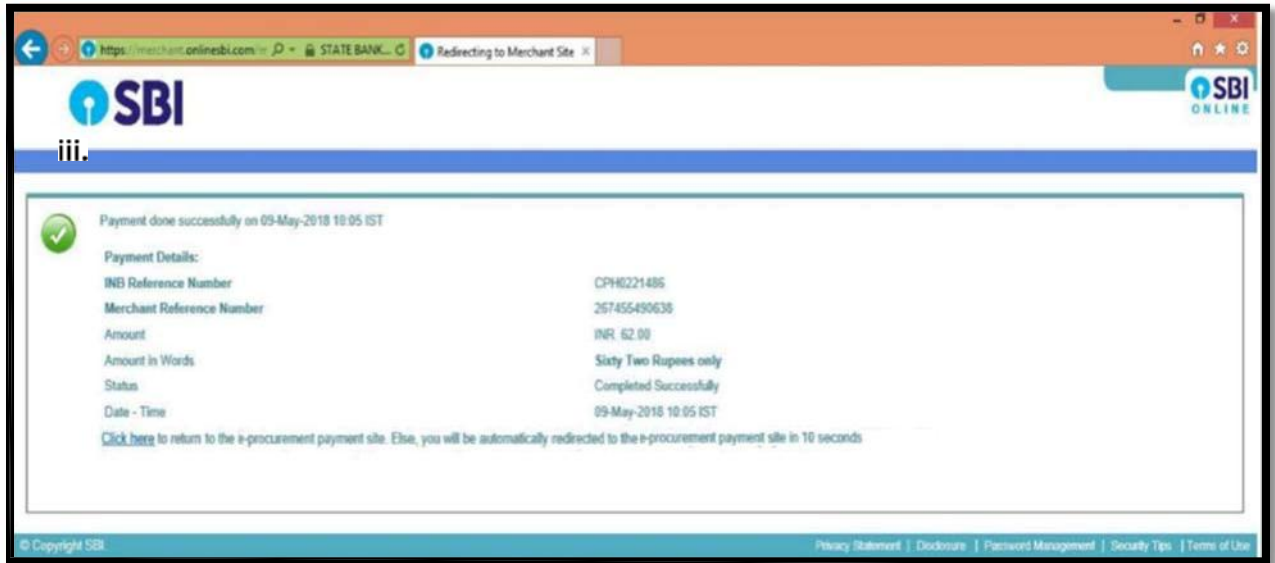 https://merchant.onlinesbi.com STATE BANK... Redirecting to Merchant Site
SBI
SBI
ONLINE
iii.
Payment done successfully on 09-May-2018 10:05 IST
Payment Details:
INB Reference Number CPH0221486
Merchant Reference Number 267455490638
Amount INR 62.00
Amount in Words Sixty Two Rupees only
Status Completed Successfully
Date - Time 09-May-2018 10:05 IST
Click here to return to the e-procurement payment site. Else, you will be automatically redirected to the e-procurement payment site in 10 seconds
© Copyright SBI. Privacy Statement | Disclosure | Password Management | Security Tips | Terms of Use